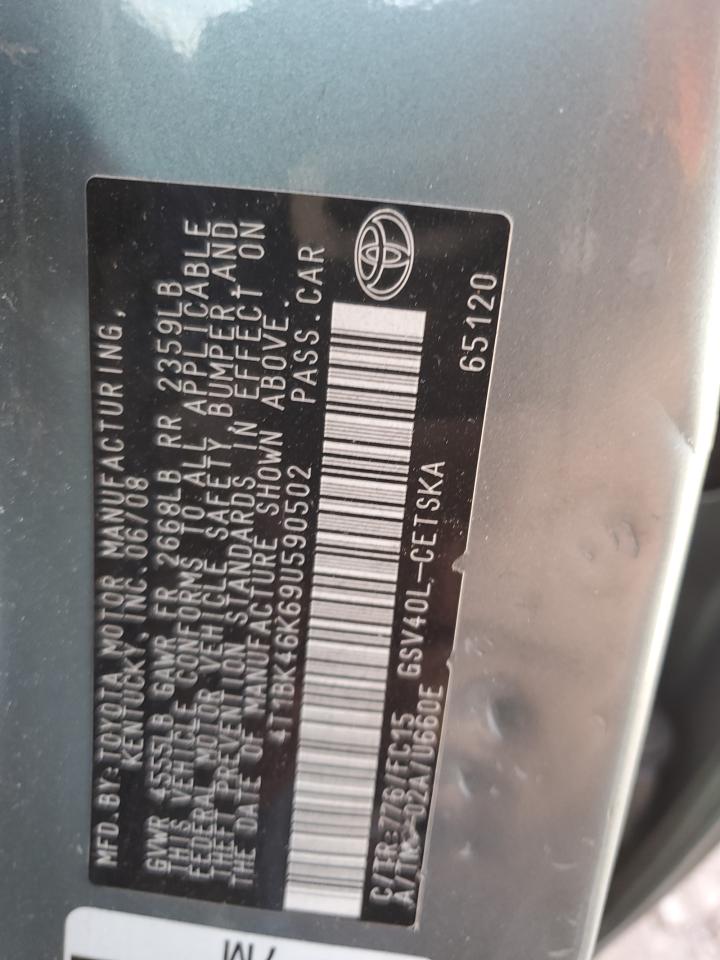 MFD.BY:TOYOTA MOTOR MANUFACTURING,
KENTUCKY, INC.06/08
GVWR 4555LB GAWR FR 2668LB RR 2359LB
THIS VEHICLE CONFORMS TO ALL APPLICABLE
FEDERAL MOTOR VEHICLE SAFETY,BUMPER,AND
THEFT PREVENTION STANDARDS IN EFFECT ON
THE DATE OF MANUFACTURE SHOWN ABOVE.
4T1BK46K69U590502 PASS.CAR
C/TR:776/FC15 GSV40L-CETSKA
A/TM:-02A/U660E 65120
7M